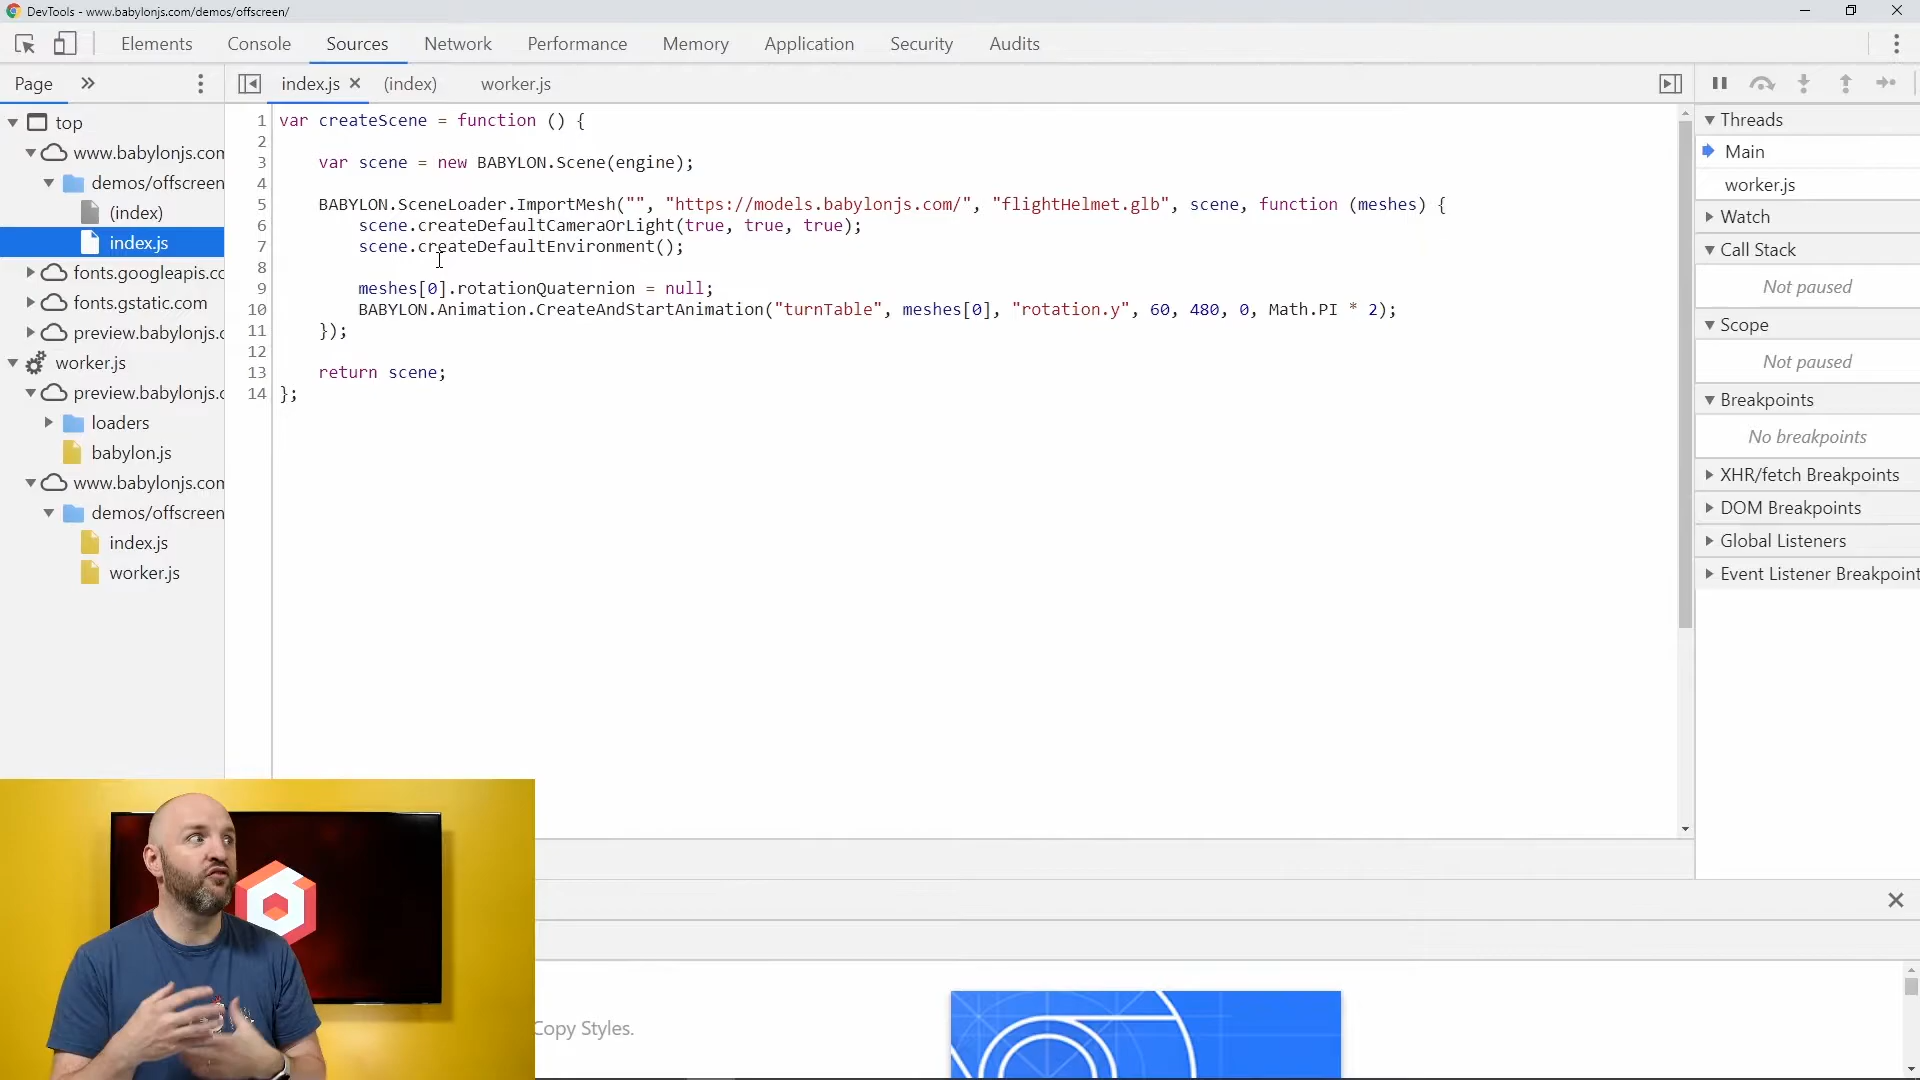 DevTools - www.babylonjs.com/demos/offscreen/
Elements Console Sources Network Performance Memory Application Security Audits
Page » index.js × (index) worker.js
top
www.babylonjs.com
demos/offscreen
(index)
index.js
fonts.googleapis.co
fonts.gstatic.com
preview.babylonjs.c
worker.js
preview.babylonjs.c
loaders
babylon.js
www.babylonjs.com
demos/offscreen
index.js
worker.js
1 var createScene = function () {
2
3 var scene = new BABYLON.Scene(engine);
4
5 BABYLON.SceneLoader.ImportMesh("", "https://models.babylonjs.com/", "flightHelmet.glb", scene, function (meshes) {
6 scene.createDefaultCameraOrLight(true, true, true);
7 scene.createDefaultEnvironment();
8
9 meshes[0].rotationQuaternion = null;
10 BABYLON.Animation.CreateAndStartAnimation("turnTable", meshes[0], "rotation.y", 60, 480, 0, Math.PI * 2);
11 });
12
13 return scene;
14 };
Threads
Main
worker.js
Watch
Call Stack
Not paused
Scope
Not paused
Breakpoints
No breakpoints
XHR/fetch Breakpoints
DOM Breakpoints
Global Listeners
Event Listener Breakpoint
Copy Styles.